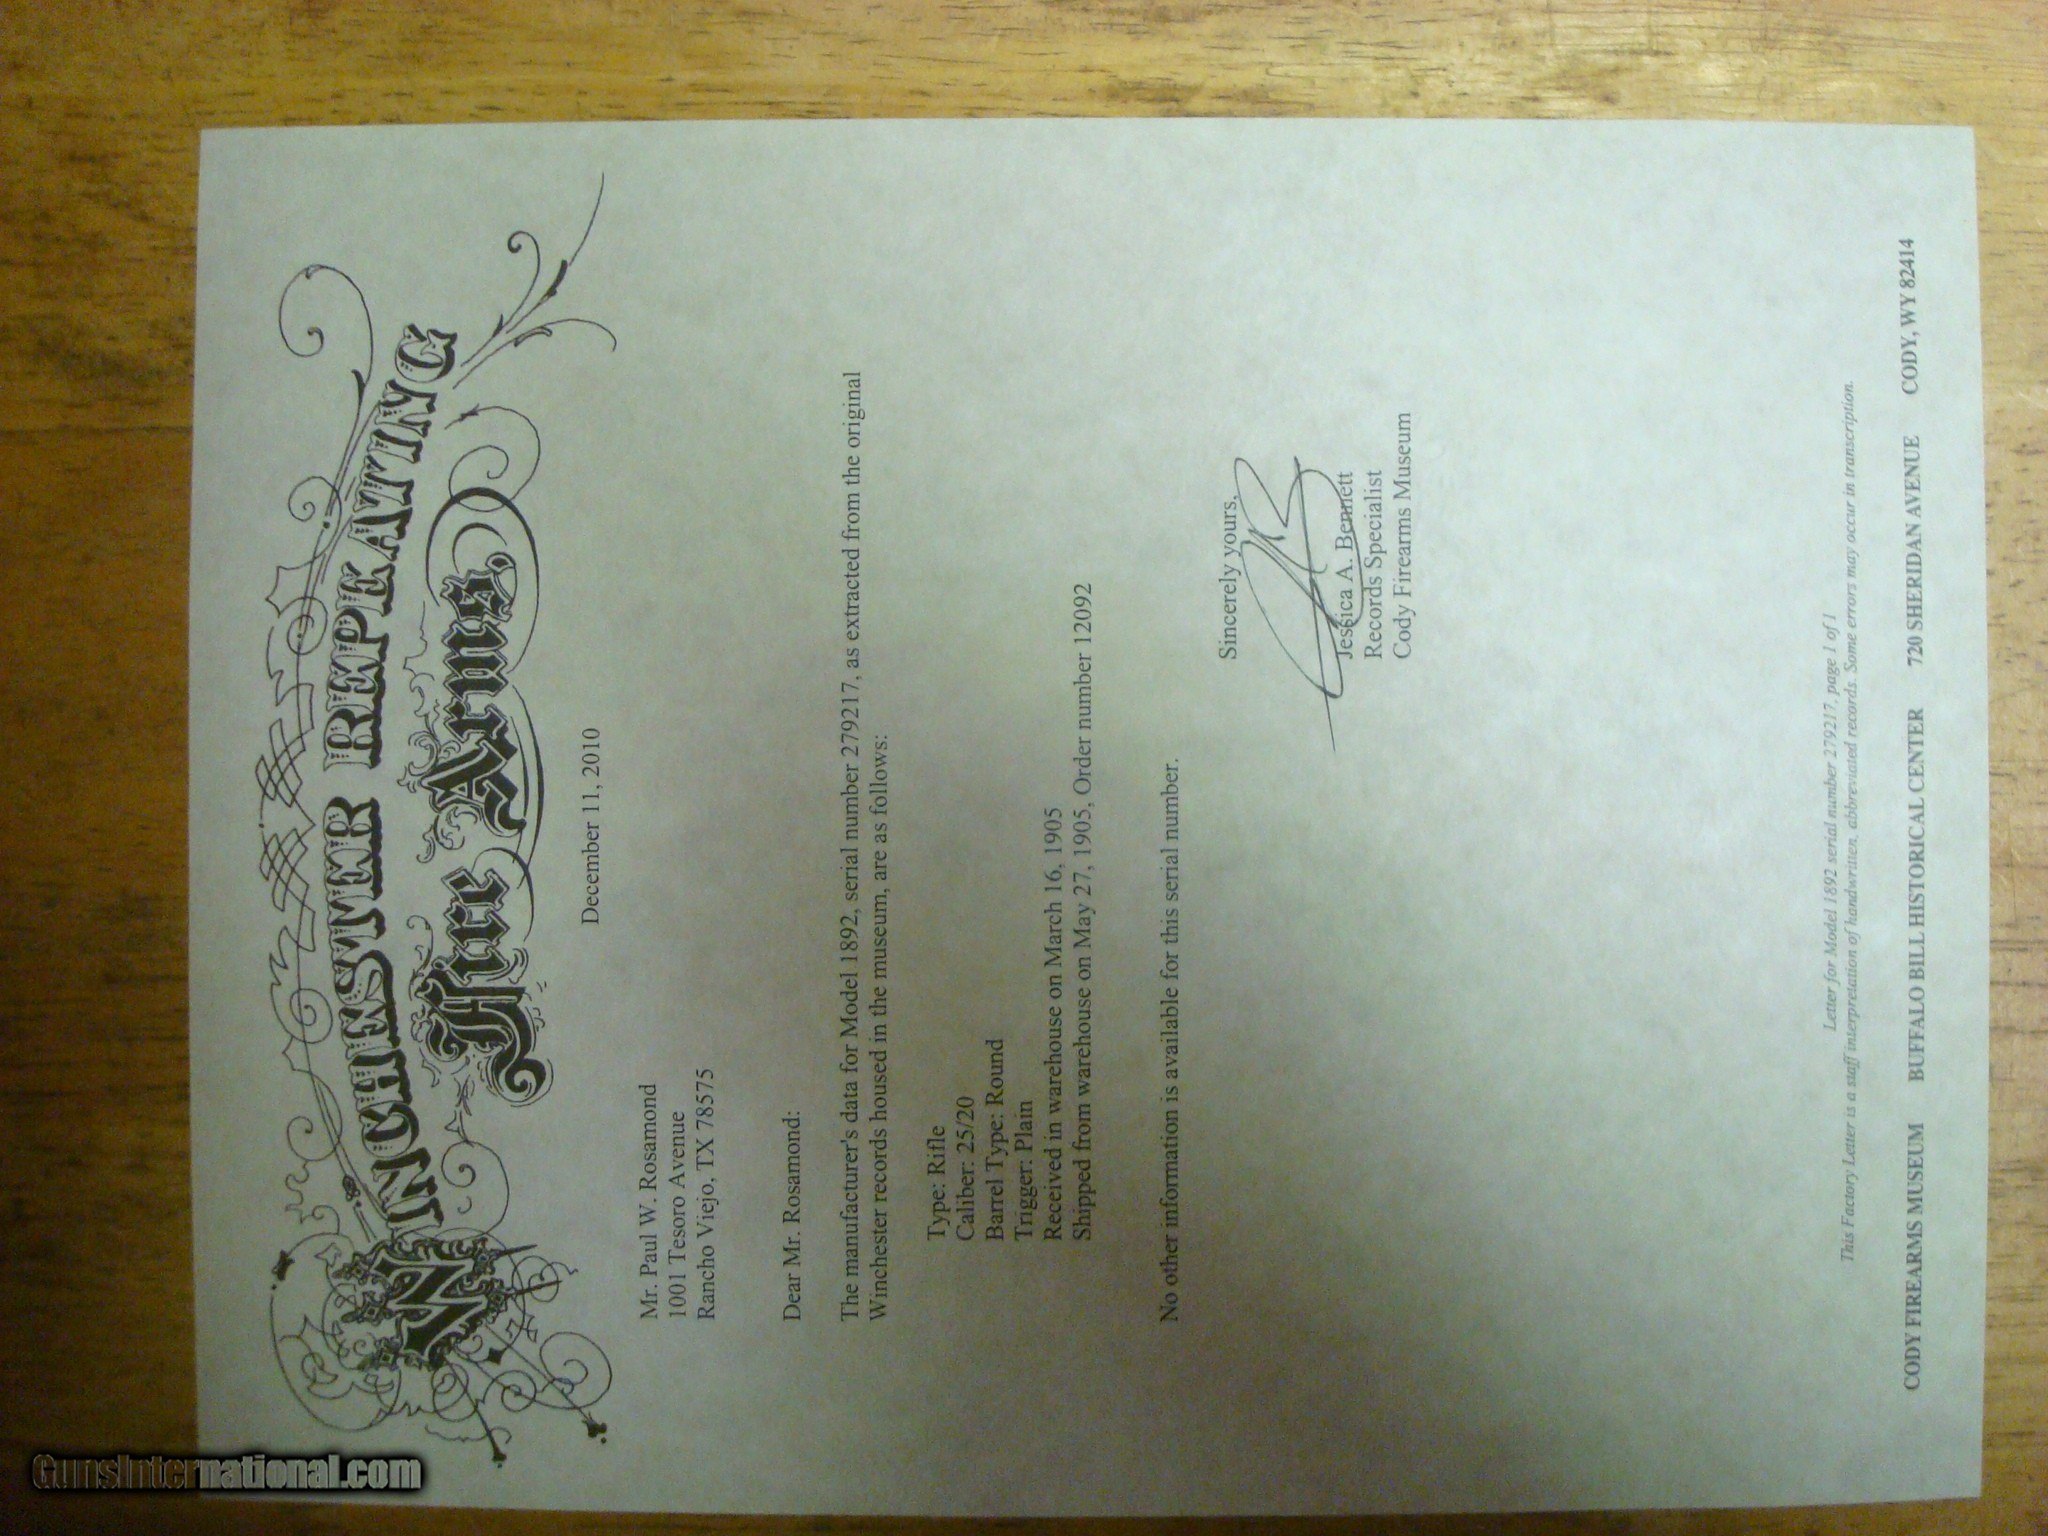 WINCHESTER REPEATING
Fire Arms.
December 11, 2010
Mr. Paul W. Rosamond
1001 Tesoro Avenue
Rancho Viejo, TX 78575
Dear Mr. Rosamond:
The manufacturer's data for Model 1892, serial number 279217, as extracted from the original
Winchester records housed in the museum, are as follows:
Type: Rifle
Caliber: 25/20
Barrel Type: Round
Trigger: Plain
Received in warehouse on March 16, 1905
Shipped from warehouse on May 27, 1905, Order number 12092
No other information is available for this serial number.
Sincerely yours,
Jessica A. Bennett
Records Specialist
Cody Firearms Museum
Letter for Model 1892 serial number 279217, page 1 of 1
This Factory Letter is a staff interpretation of handwritten, abbreviated records. Some errors may occur in transcription.
CODY FIREARMS MUSEUM BUFFALO BILL HISTORICAL CENTER 720 SHERIDAN AVENUE CODY, WY 82414
GunsInternational.com